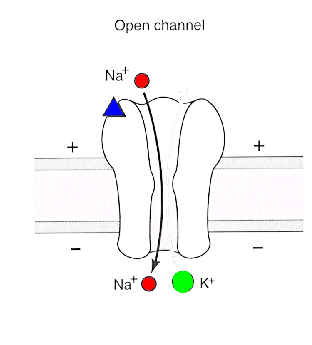 Open channel
Na⁺
+ +
− −
Na⁺ K⁺